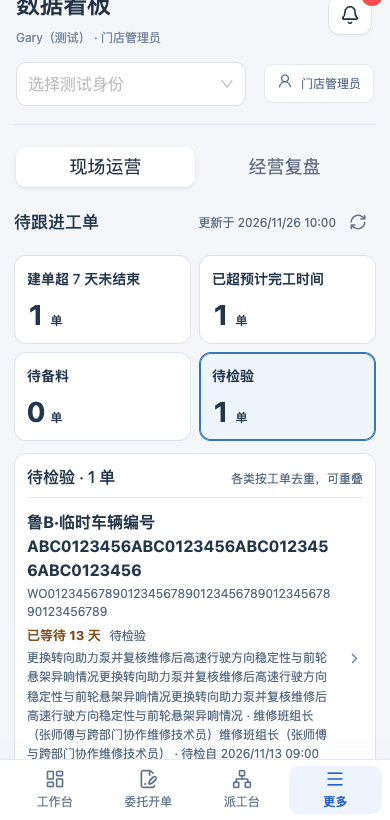 数据看板
Gary（测试） · 门店管理员
选择测试身份
门店管理员
现场运营
经营复盘
待跟进工单
更新于 2026/11/26 10:00
建单超 7 天未结束
1 单
已超预计完工时间
1 单
待备料
0 单
待检验
1 单
待检验 · 1 单
各类按工单去重，可重叠
鲁B·临时车辆编号
ABC0123456ABC0123456ABC012345
6ABC0123456
WO01234567890123456789012345678
90123456789
已等待 13 天 待检验
更换转向助力泵并复核维修后高速行驶方向稳定性与前轮
悬架异响情况更换转向助力泵并复核维修后高速行驶方向
稳定性与前轮悬架异响情况更换转向助力泵并复核维修后
高速行驶方向稳定性与前轮悬架异响情况 · 维修班组长
（张师傅与跨部门协作维修技术员）维修班组长（张师傅
与跨部门协作维修技术员） · 待检自 2026/11/13 09:00
工作台
委托开单
派工台
更多